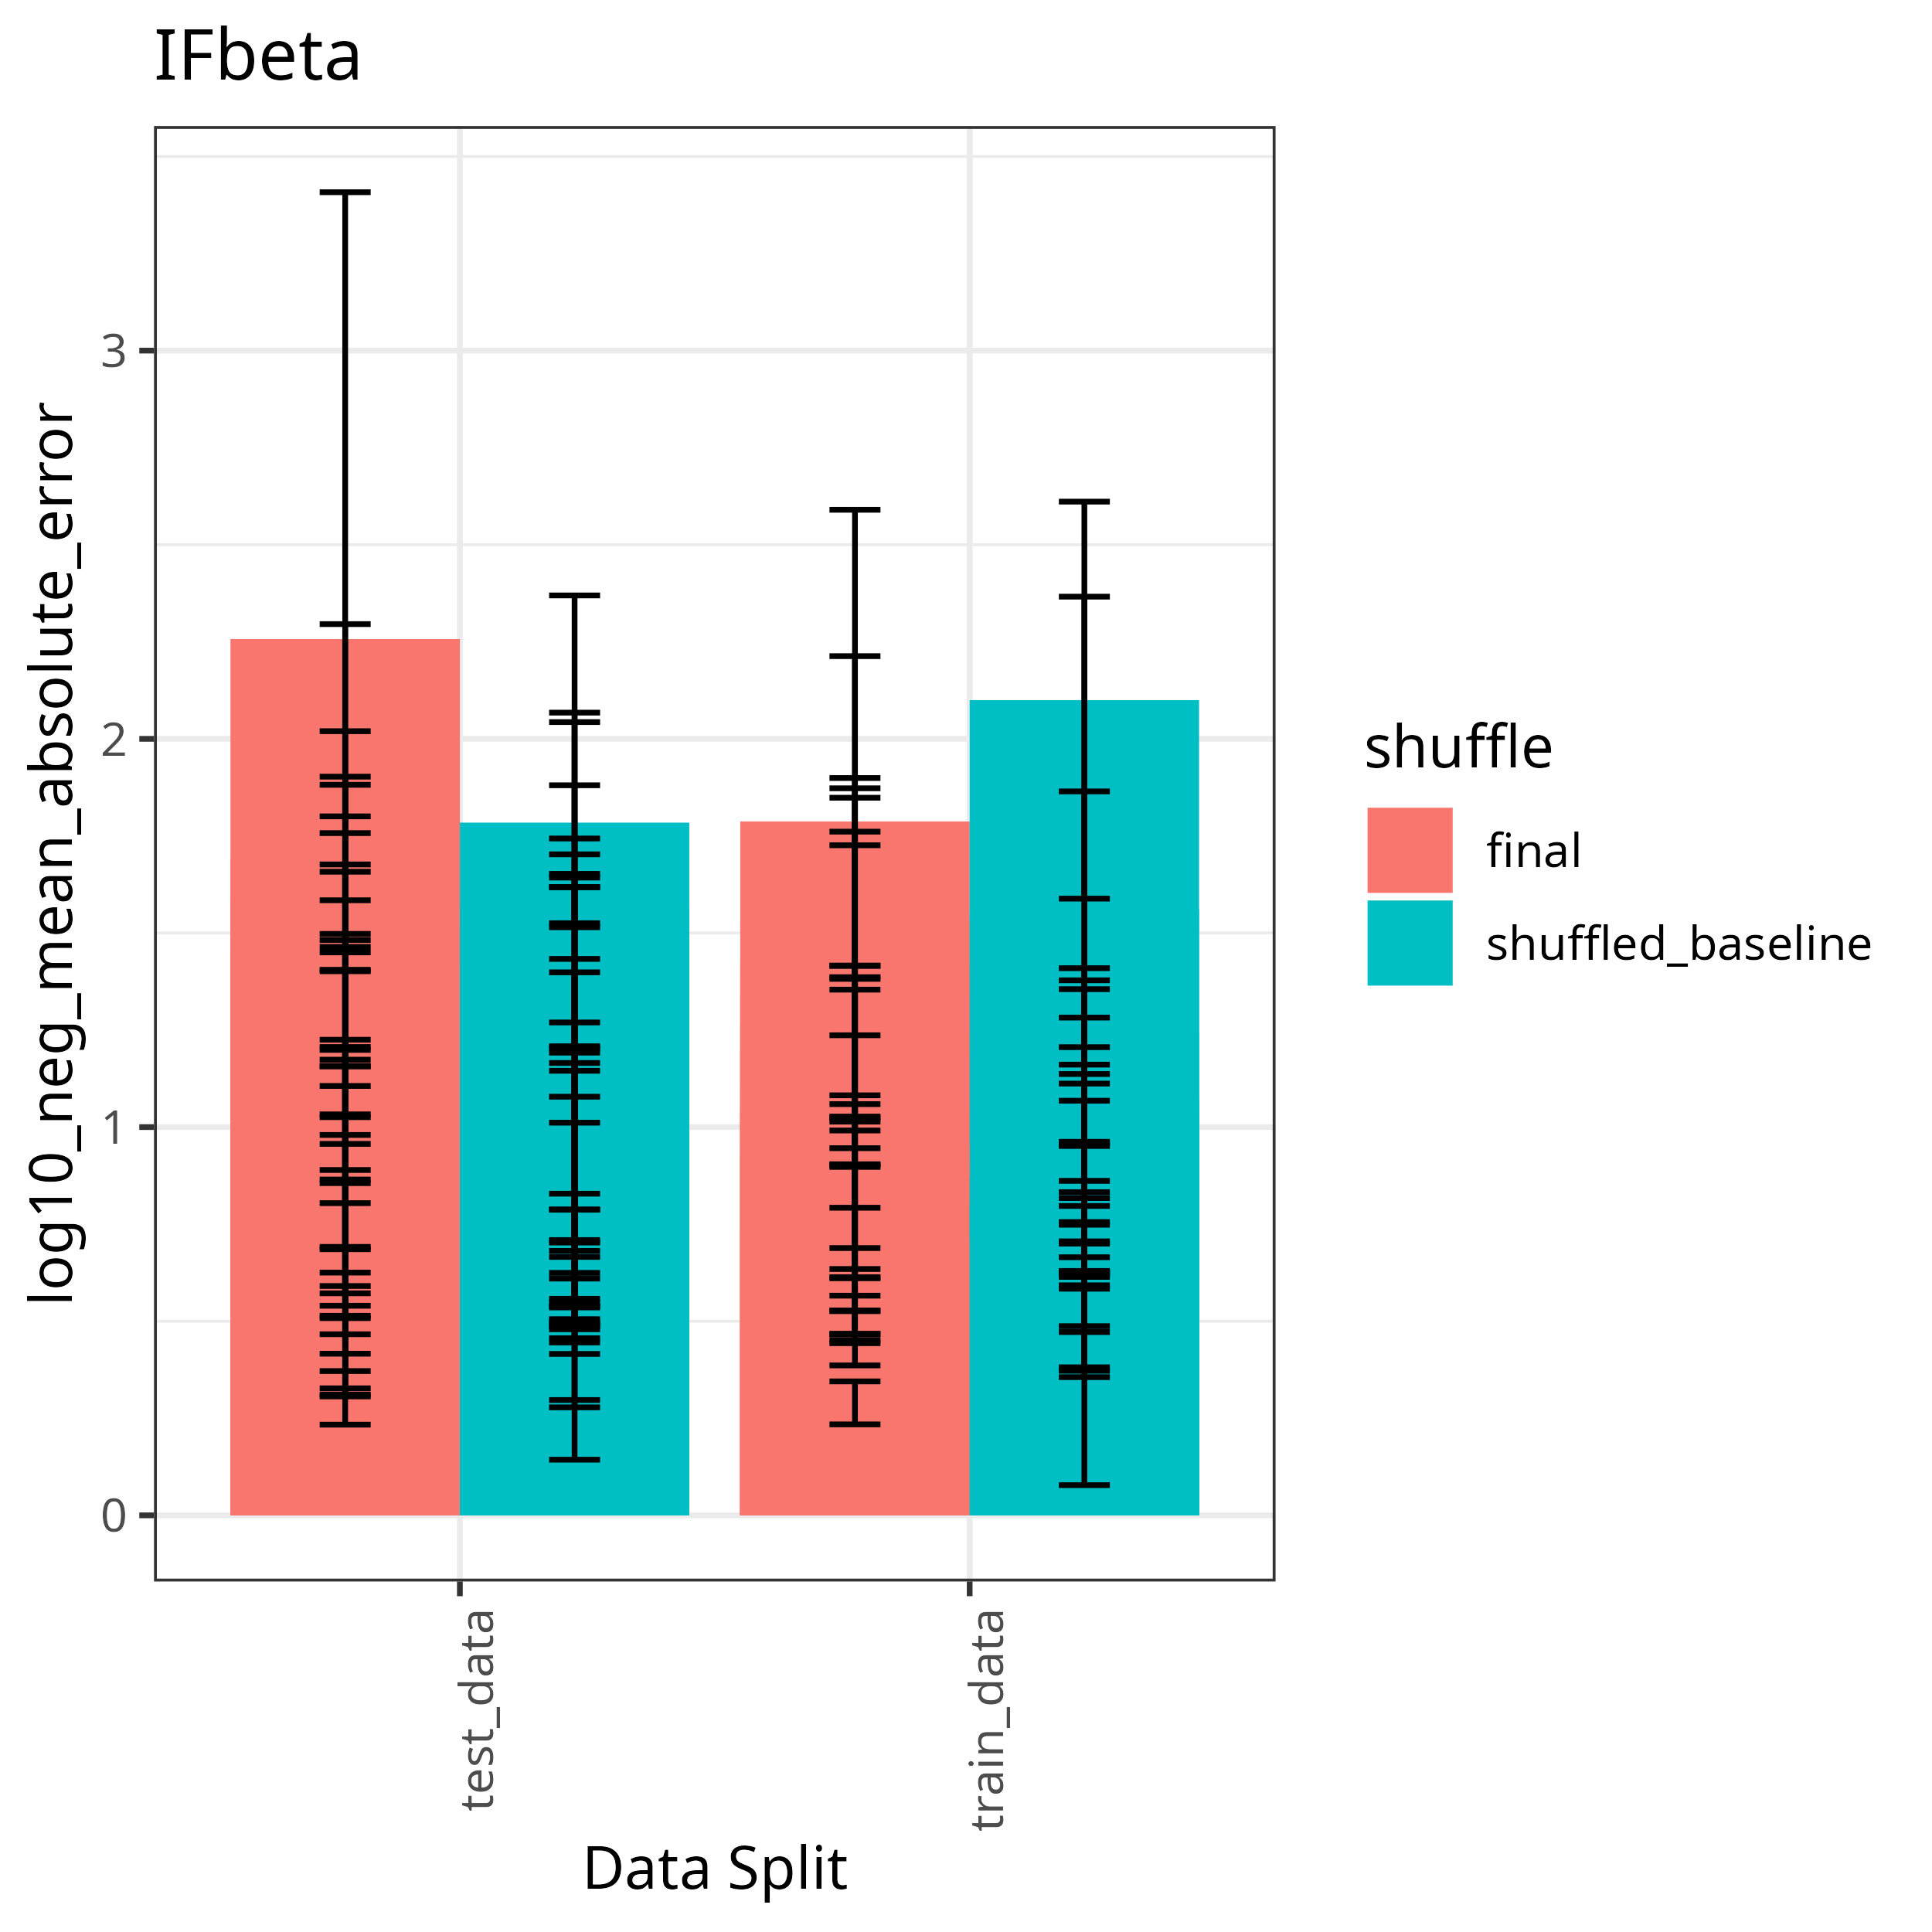 IFbeta
log10_neg_mean_absolute_error
3
2
1
0
test_data
train_data
Data Split
shuffle
final
shuffled_baseline